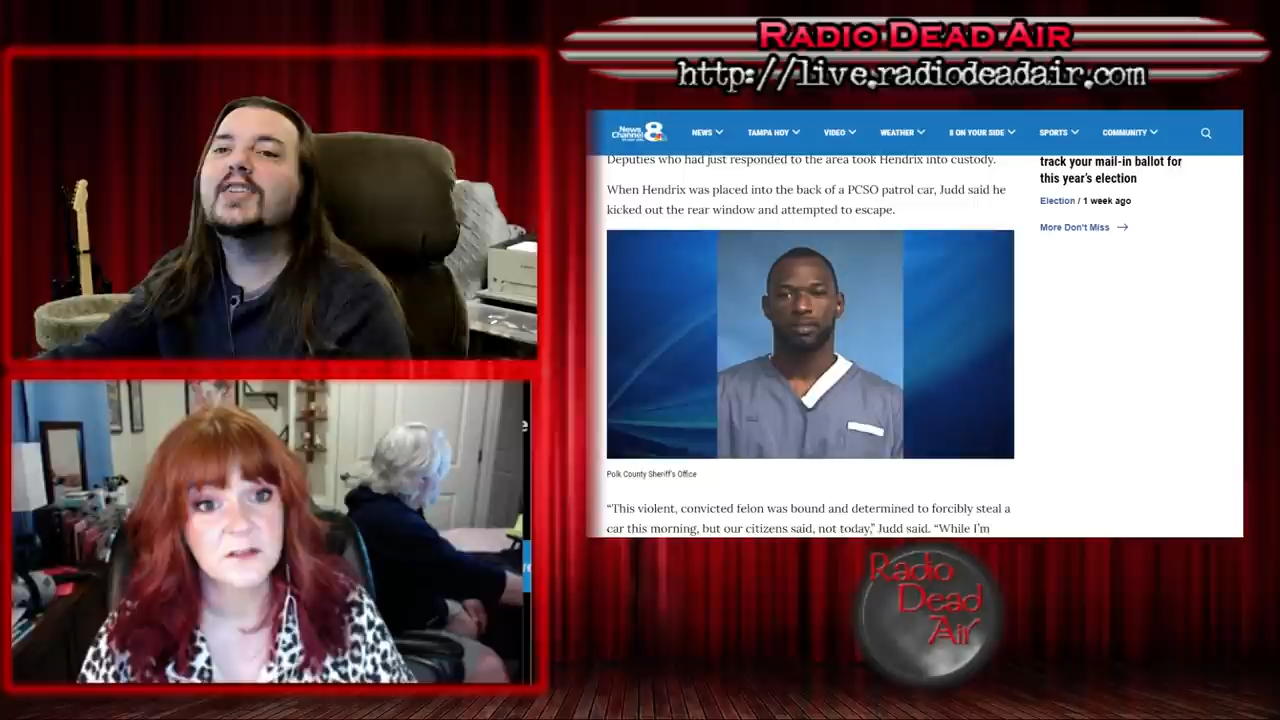 RADIO DEAD AIR
http://live.radiodeadair.com
News Channel 8
NEWS
TAMPA HOY
VIDEO
WEATHER
8 ON YOUR SIDE
SPORTS
COMMUNITY
Deputies who had just responded to the area took Hendrix into custody.
When Hendrix was placed into the back of a PCSO patrol car, Judd said he
kicked out the rear window and attempted to escape.
Polk County Sheriff's Office
“This violent, convicted felon was bound and determined to forcibly steal a
car this morning, but our citizens said, not today,” Judd said. “While I’m
track your mail-in ballot for
this year’s election
Election / 1 week ago
More Don't Miss
Radio
Dead
Air